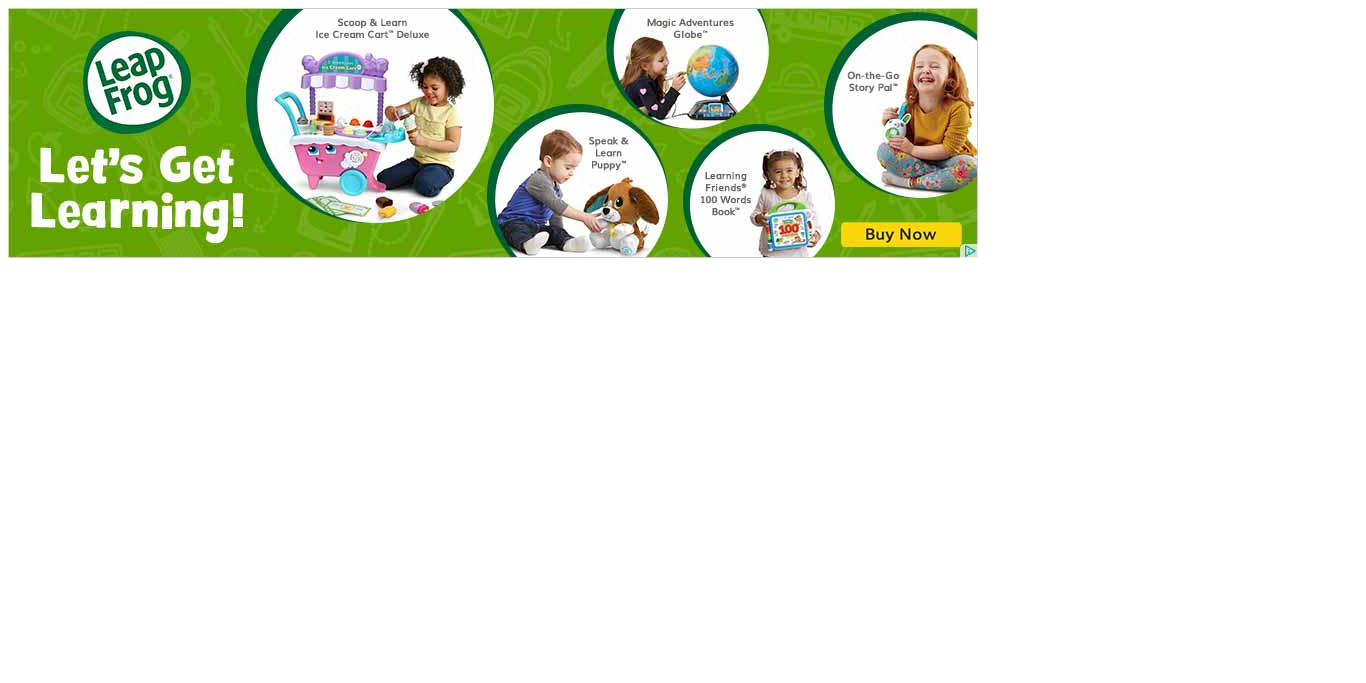 Leap
Frog®
Let's Get
Learning!
Scoop & Learn
Ice Cream Cart™ Deluxe
Speak &
Learn
Puppy™
Magic Adventures
Globe™
Learning
Friends®
100 Words
Book™
100
On-the-Go
Story Pal™
Buy Now